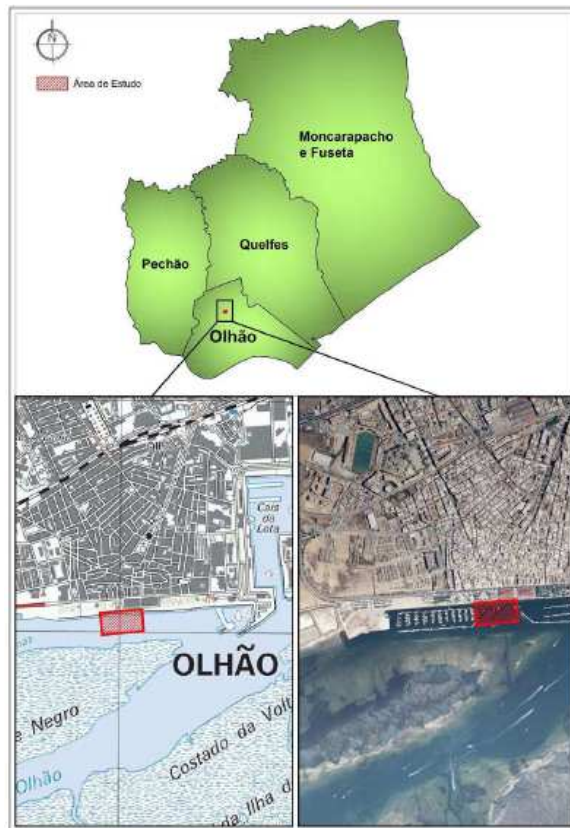 N
Área de Estudo
Moncarapacho
e Fuseta
Quelfes
Pechão
Olhão
Cais
da
Lota
OLHÃO
e Negro
Costado da Volt
Olhão
da Ilha d